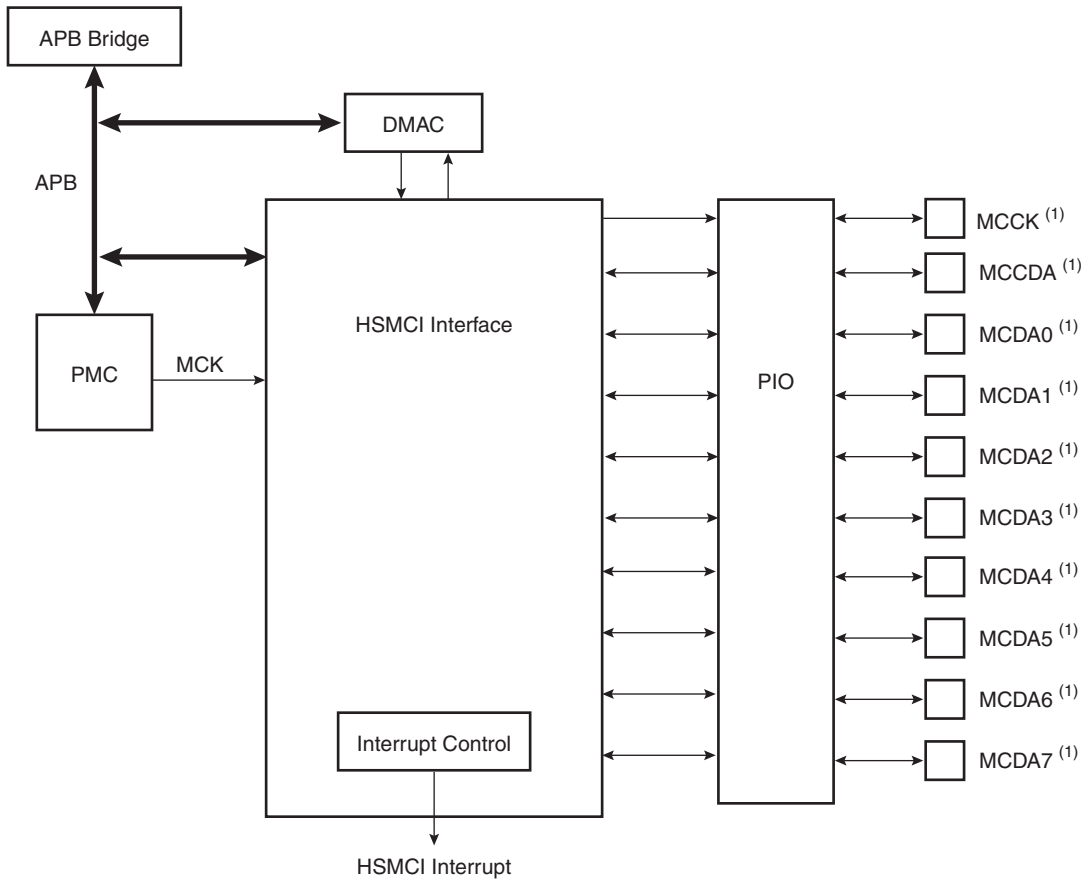 APB Bridge
DMAC
APB
MCCK (1)
MCCDA (1)
HSMCI Interface
MCDA0 (1)
PMC
MCK
PIO
MCDA1 (1)
MCDA2 (1)
MCDA3 (1)
MCDA4 (1)
MCDA5 (1)
MCDA6 (1)
Interrupt Control
MCDA7 (1)
HSMCI Interrupt